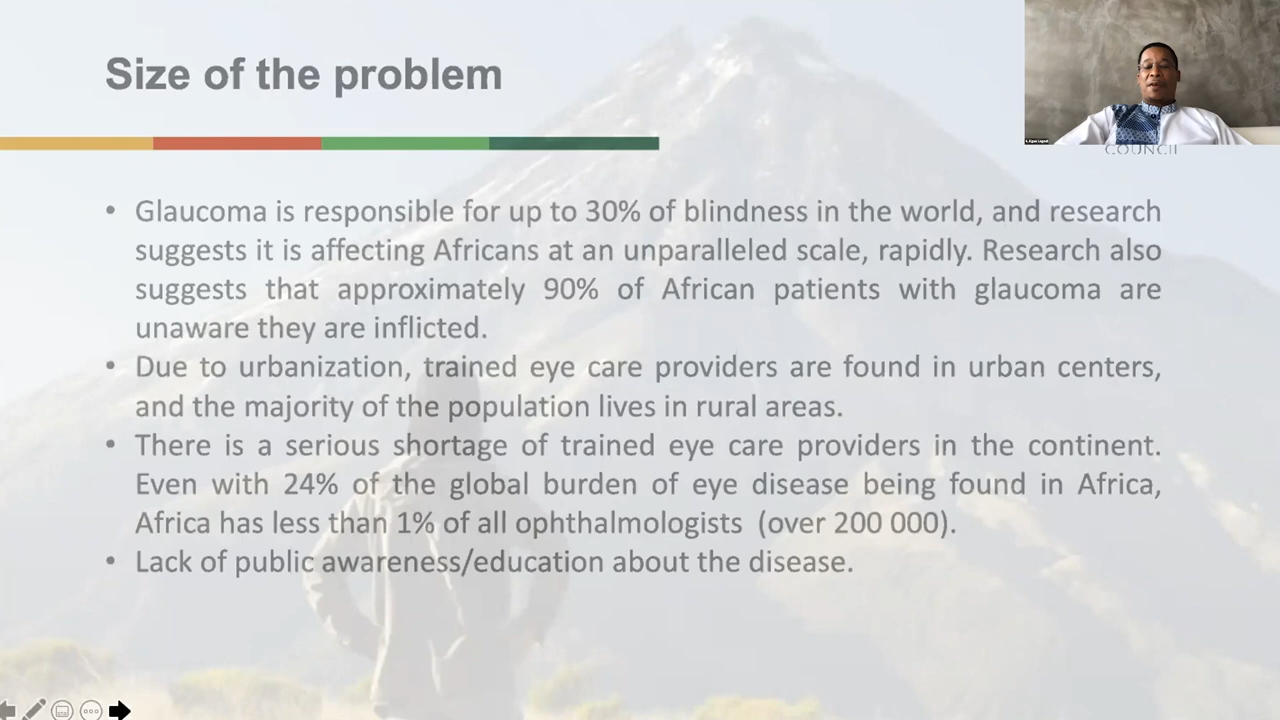 Size of the problem
COUNCIL
• Glaucoma is responsible for up to 30% of blindness in the world, and research
suggests it is affecting Africans at an unparalleled scale, rapidly. Research also
suggests that approximately 90% of African patients with glaucoma are
unaware they are inflicted.
• Due to urbanization, trained eye care providers are found in urban centers,
and the majority of the population lives in rural areas.
• There is a serious shortage of trained eye care providers in the continent.
Even with 24% of the global burden of eye disease being found in Africa,
Africa has less than 1% of all ophthalmologists (over 200 000).
• Lack of public awareness/education about the disease.